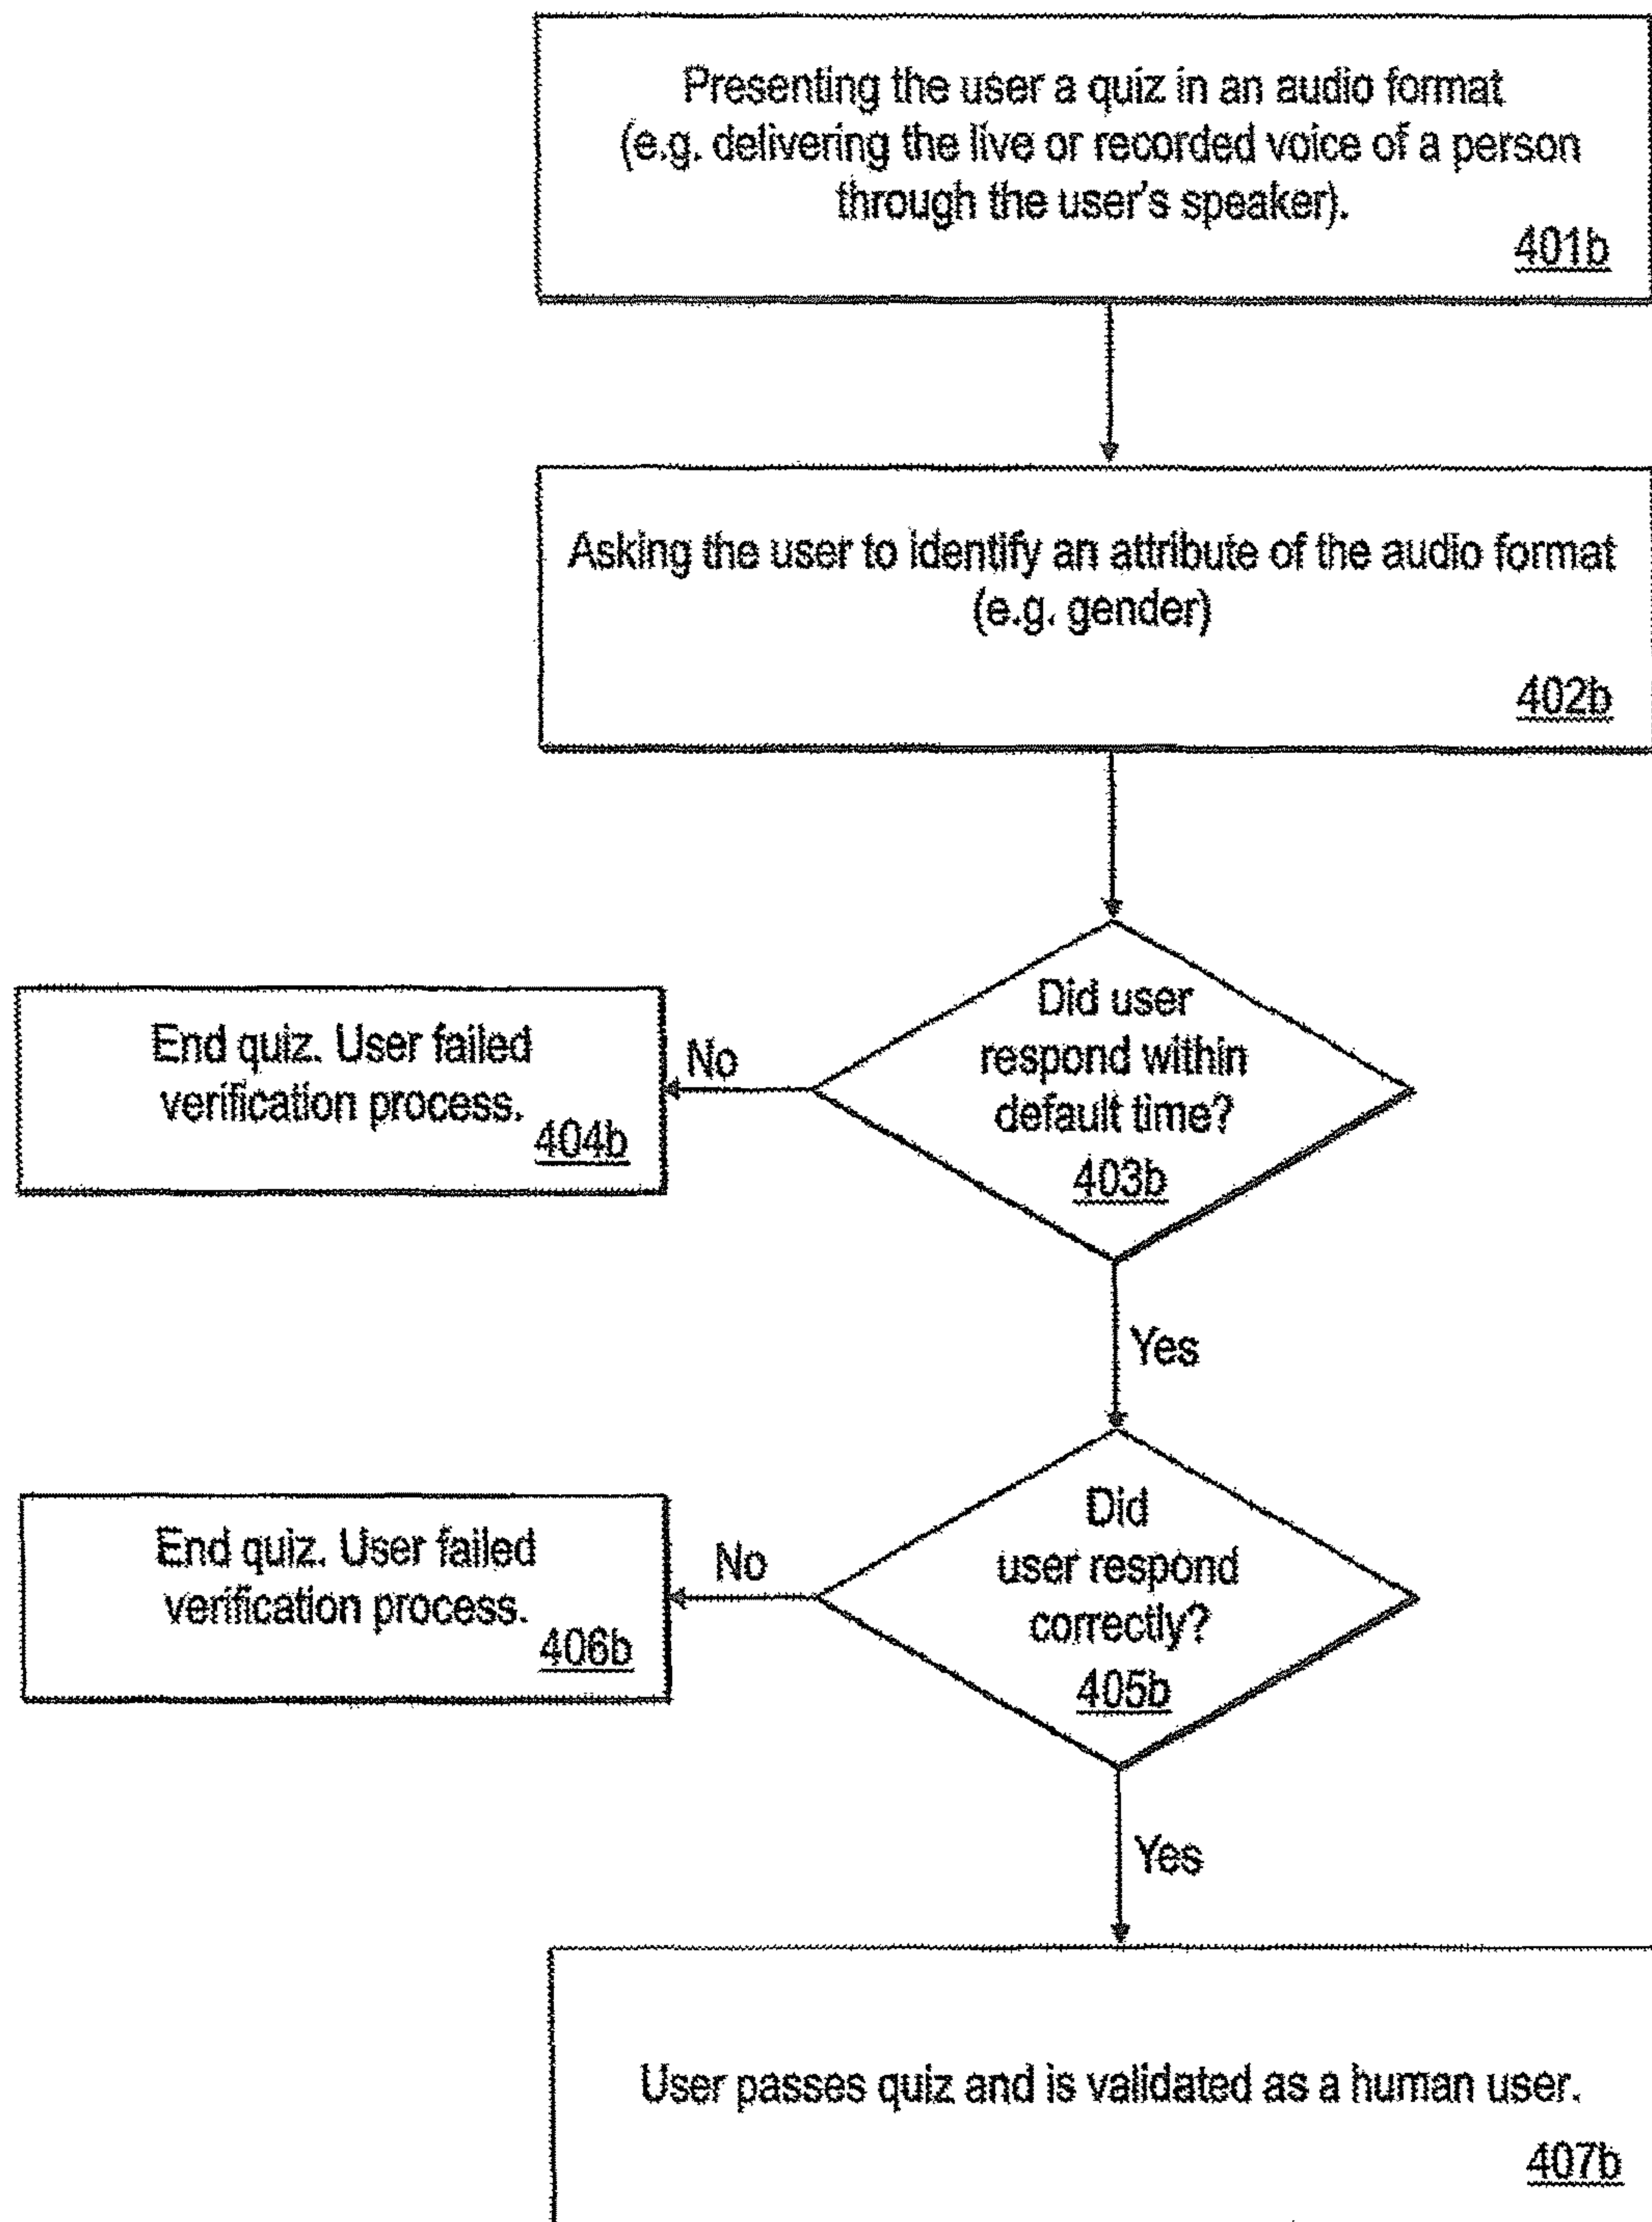 Presenting the user a quiz in an audio format
(e.g. delivering the live or recorded voice of a person
through the user's speaker).
401b
Asking the user to identify an attribute of the audio format
(e.g. gender)
402b
Did user
respond within
default time?
403b
No
End quiz. User failed
verification process.
404b
Yes
Did
user respond
correctly?
405b
No
End quiz. User failed
verification process.
406b
Yes
User passes quiz and is validated as a human user.
407b